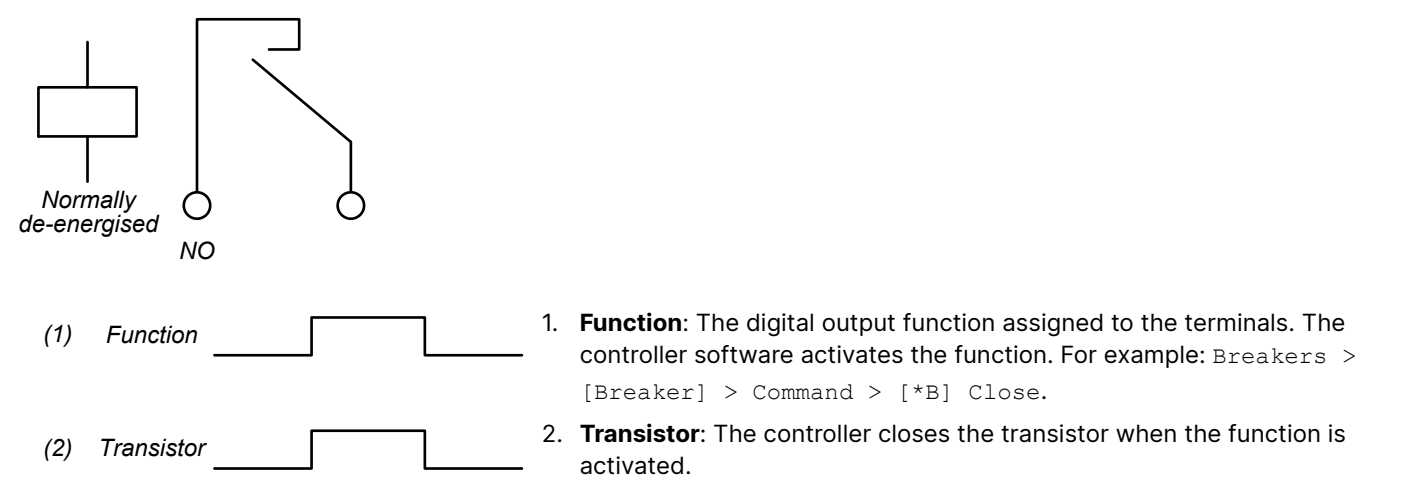 Normally
de-energised
NO
(1) Function
1. Function: The digital output function assigned to the terminals. The
controller software activates the function. For example: Breakers >
[Breaker] > Command > [*B] Close.
(2) Transistor
2. Transistor: The controller closes the transistor when the function is
activated.